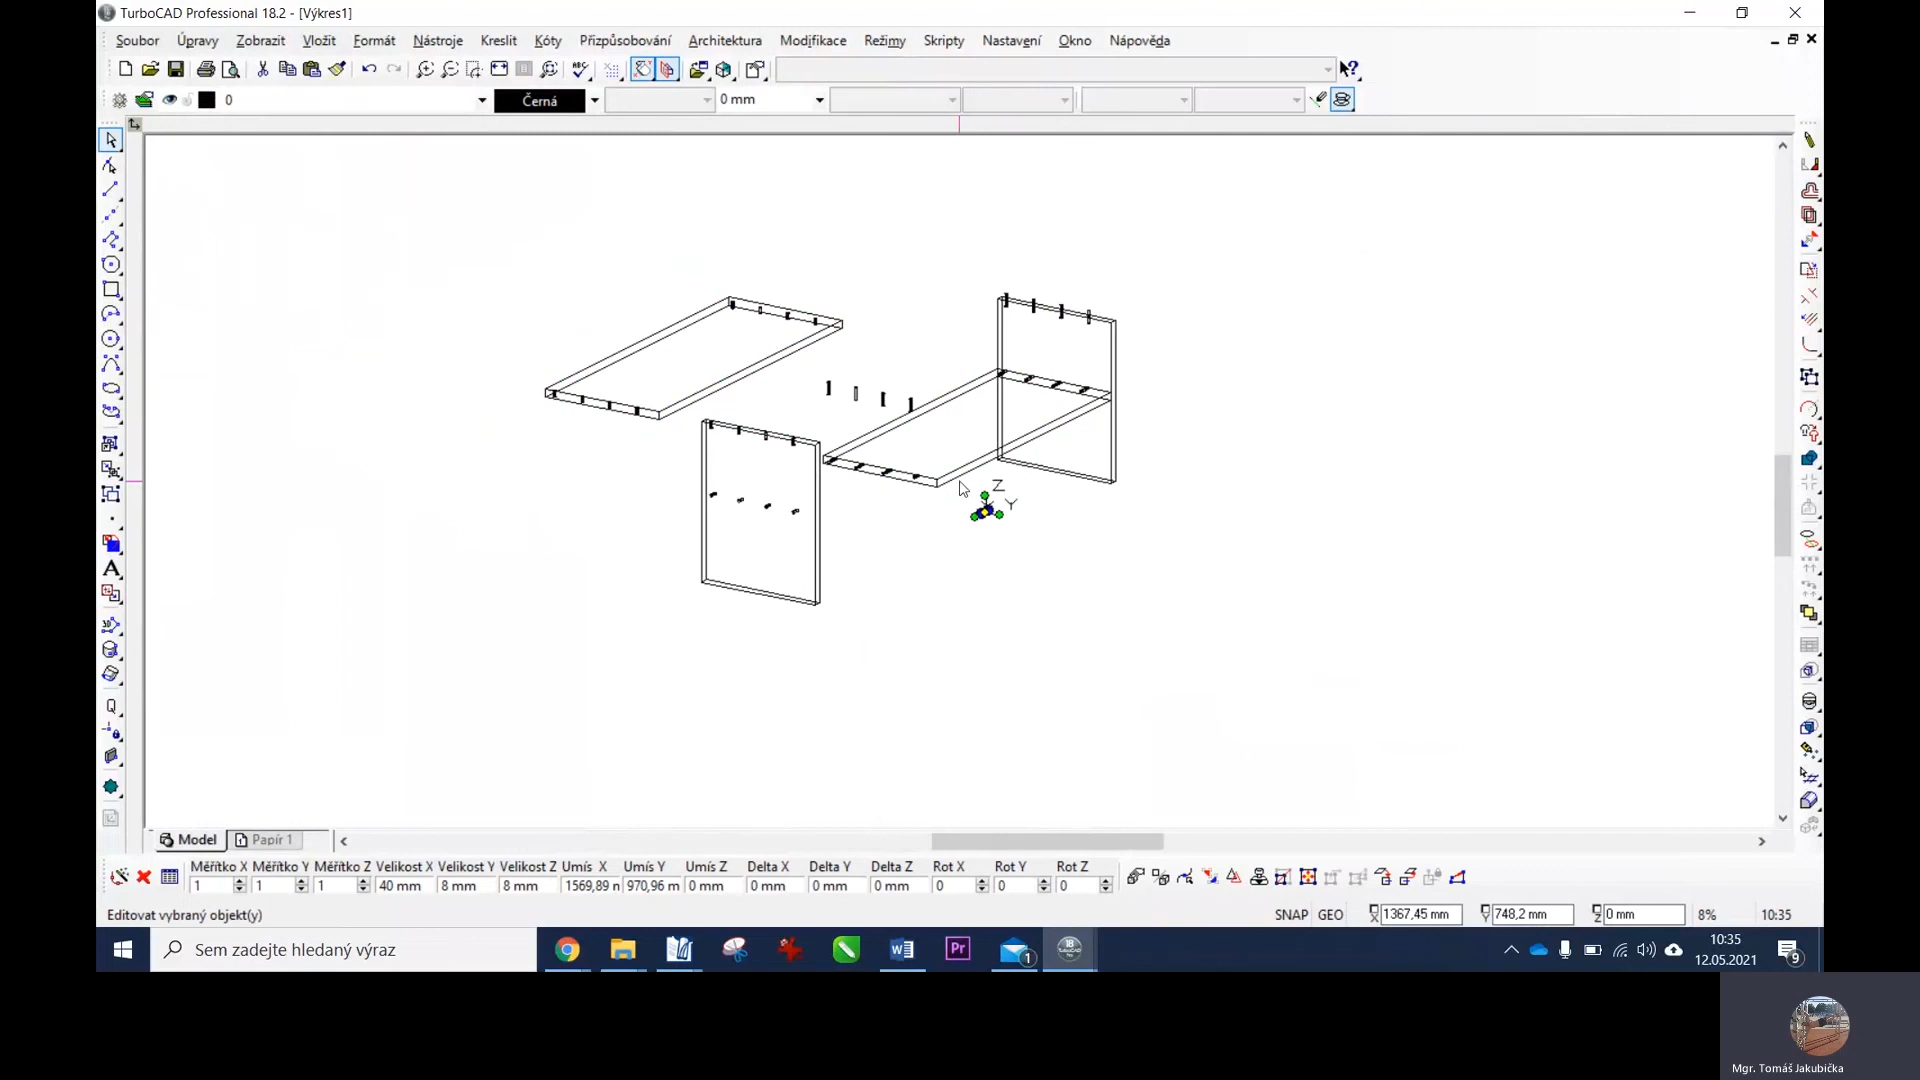 TurboCAD Professional 18.2 - [Výkres1]
Soubor Úpravy Zobrazit Vložit Formát Nástroje Kreslit Kóty Přizpůsobování Architektura Modifikace Režimy Skripty Nastavení Okno Nápověda
0 Černá 0 mm
Z
Y
Model Papír 1
Měřítko X Měřítko Y Měřítko Z Velikost X Velikost Y Velikost Z Umís X Umís Y Umís Z Delta X Delta Y Delta Z Rot X Rot Y Rot Z
1 1 1 40 mm 8 mm 8 mm 1569,89 n 970,96 m 0 mm 0 mm 0 mm 0 mm 0 0 0
Editovat vybraný objekt(y) SNAP GEO X 1367,45 mm Y 748,2 mm Z 0 mm 8% 10:35
Sem zadejte hledaný výraz
10:35
12.05.2021
Mgr. Tomáš Jakubička